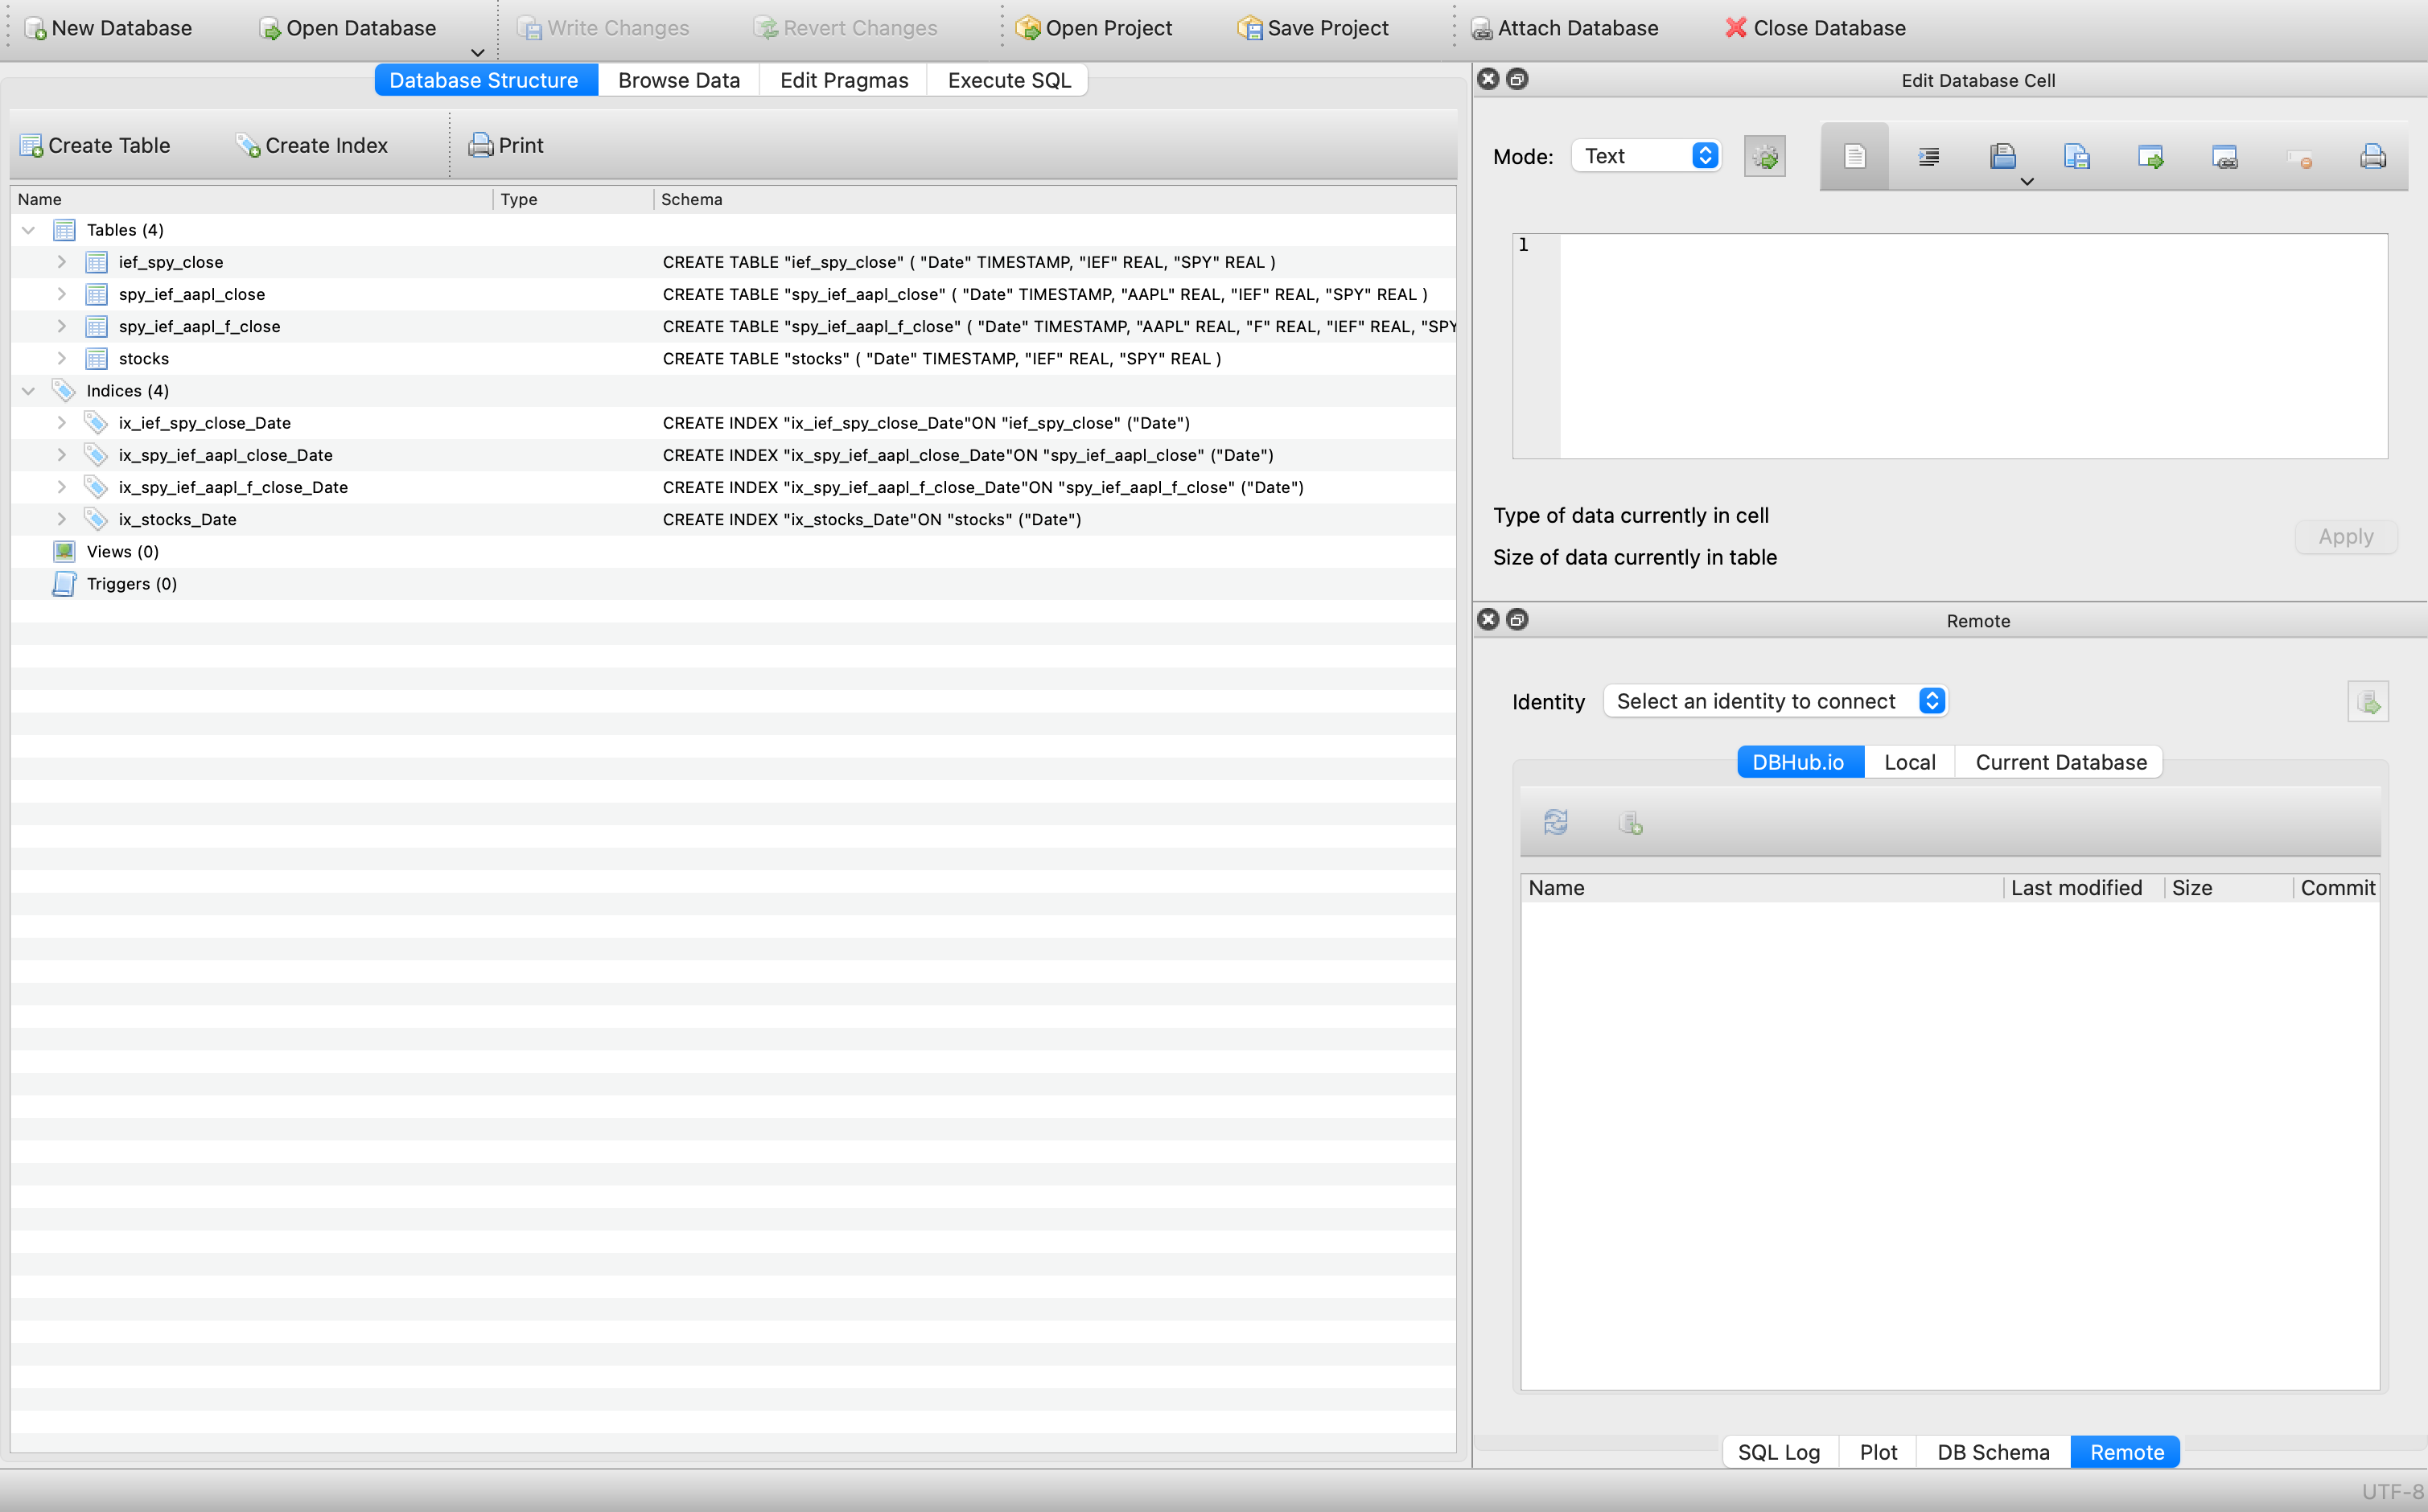 New Database Open Database Write Changes Revert Changes Open Project Save Project Attach Database Close Database
Database Structure Browse Data Edit Pragmas Execute SQL
Create Table Create Index Print
Name Type Schema
Tables (4)
ief_spy_close CREATE TABLE "ief_spy_close" ( "Date" TIMESTAMP, "IEF" REAL, "SPY" REAL )
spy_ief_aapl_close CREATE TABLE "spy_ief_aapl_close" ( "Date" TIMESTAMP, "AAPL" REAL, "IEF" REAL, "SPY" REAL )
spy_ief_aapl_f_close CREATE TABLE "spy_ief_aapl_f_close" ( "Date" TIMESTAMP, "AAPL" REAL, "F" REAL, "IEF" REAL, "SPY
stocks CREATE TABLE "stocks" ( "Date" TIMESTAMP, "IEF" REAL, "SPY" REAL )
Indices (4)
ix_ief_spy_close_Date CREATE INDEX "ix_ief_spy_close_Date"ON "ief_spy_close" ("Date")
ix_spy_ief_aapl_close_Date CREATE INDEX "ix_spy_ief_aapl_close_Date"ON "spy_ief_aapl_close" ("Date")
ix_spy_ief_aapl_f_close_Date CREATE INDEX "ix_spy_ief_aapl_f_close_Date"ON "spy_ief_aapl_f_close" ("Date")
ix_stocks_Date CREATE INDEX "ix_stocks_Date"ON "stocks" ("Date")
Views (0)
Triggers (0)
Edit Database Cell
Mode: Text
1
Type of data currently in cell
Size of data currently in table
Apply
Remote
Identity Select an identity to connect
DBHub.io Local Current Database
Name Last modified Size Commit
SQL Log Plot DB Schema Remote
UTF-8